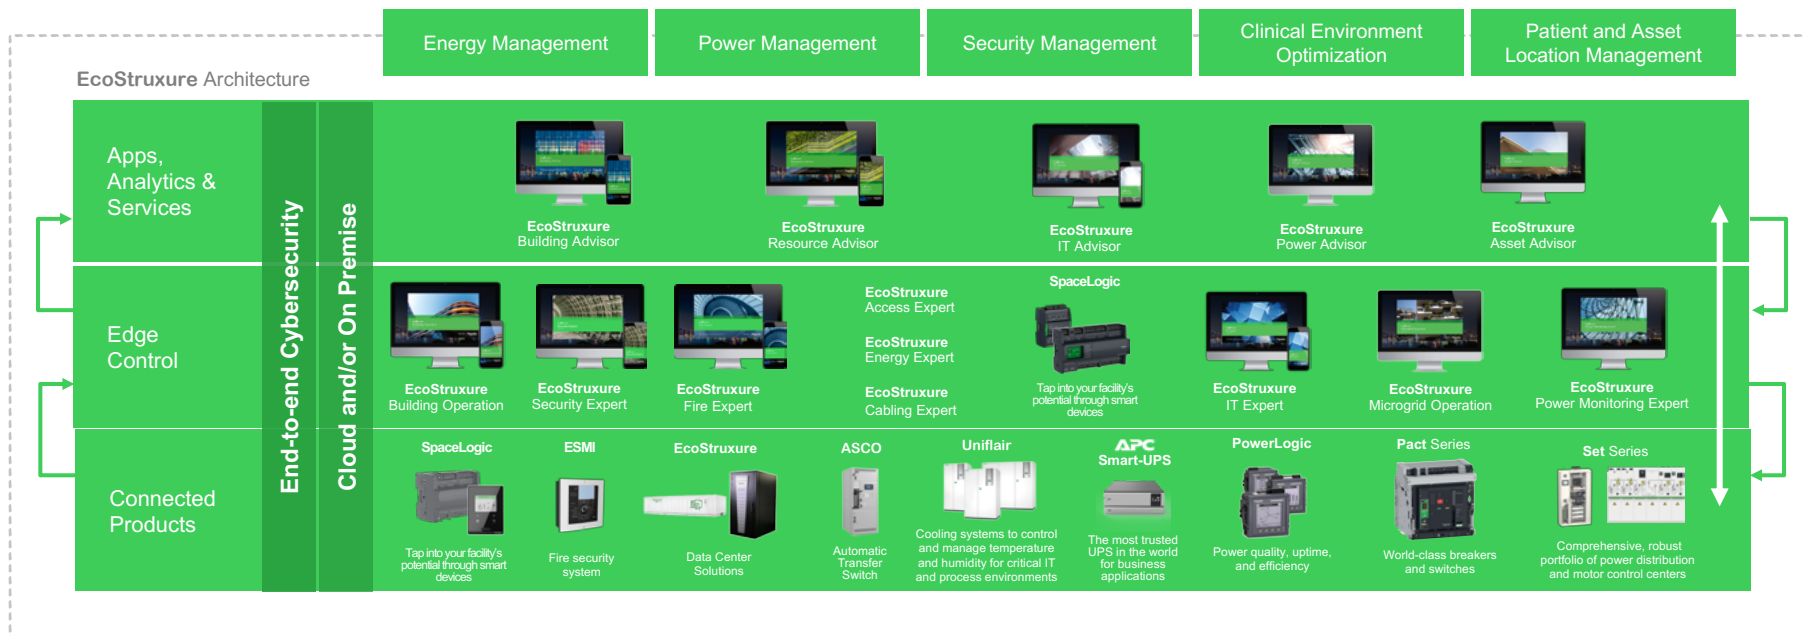 Energy Management
Power Management
Security Management
Clinical Environment
Optimization
Patient and Asset
Location Management
EcoStruxure Architecture
End-to-end Cybersecurity
Cloud and/or On Premise
Apps,
Analytics &
Services
EcoStruxure
Building Advisor
EcoStruxure
Resource Advisor
EcoStruxure
IT Advisor
EcoStruxure
Power Advisor
EcoStruxure
Asset Advisor
Edge
Control
EcoStruxure
Building Operation
EcoStruxure
Security Expert
EcoStruxure
Fire Expert
EcoStruxure
Access Expert
EcoStruxure
Energy Expert
EcoStruxure
Cabling Expert
SpaceLogic
Tap into your facility's
potential through smart
devices
EcoStruxure
IT Expert
EcoStruxure
Microgrid Operation
EcoStruxure
Power Monitoring Expert
Connected
Products
SpaceLogic
Tap into your facility's
potential through smart
devices
ESMI
Fire security
system
EcoStruxure
Data Center
Solutions
ASCO
Automatic
Transfer
Switch
Uniflair
Cooling systems to control
and manage temperature
and humidity for critical IT
and process environments
APC
Smart-UPS
The most trusted
UPS in the world
for business
applications
PowerLogic
Power quality, uptime,
and efficiency
Pact Series
World-class breakers
and switches
Set Series
Comprehensive, robust
portfolio of power distribution
and motor control centers